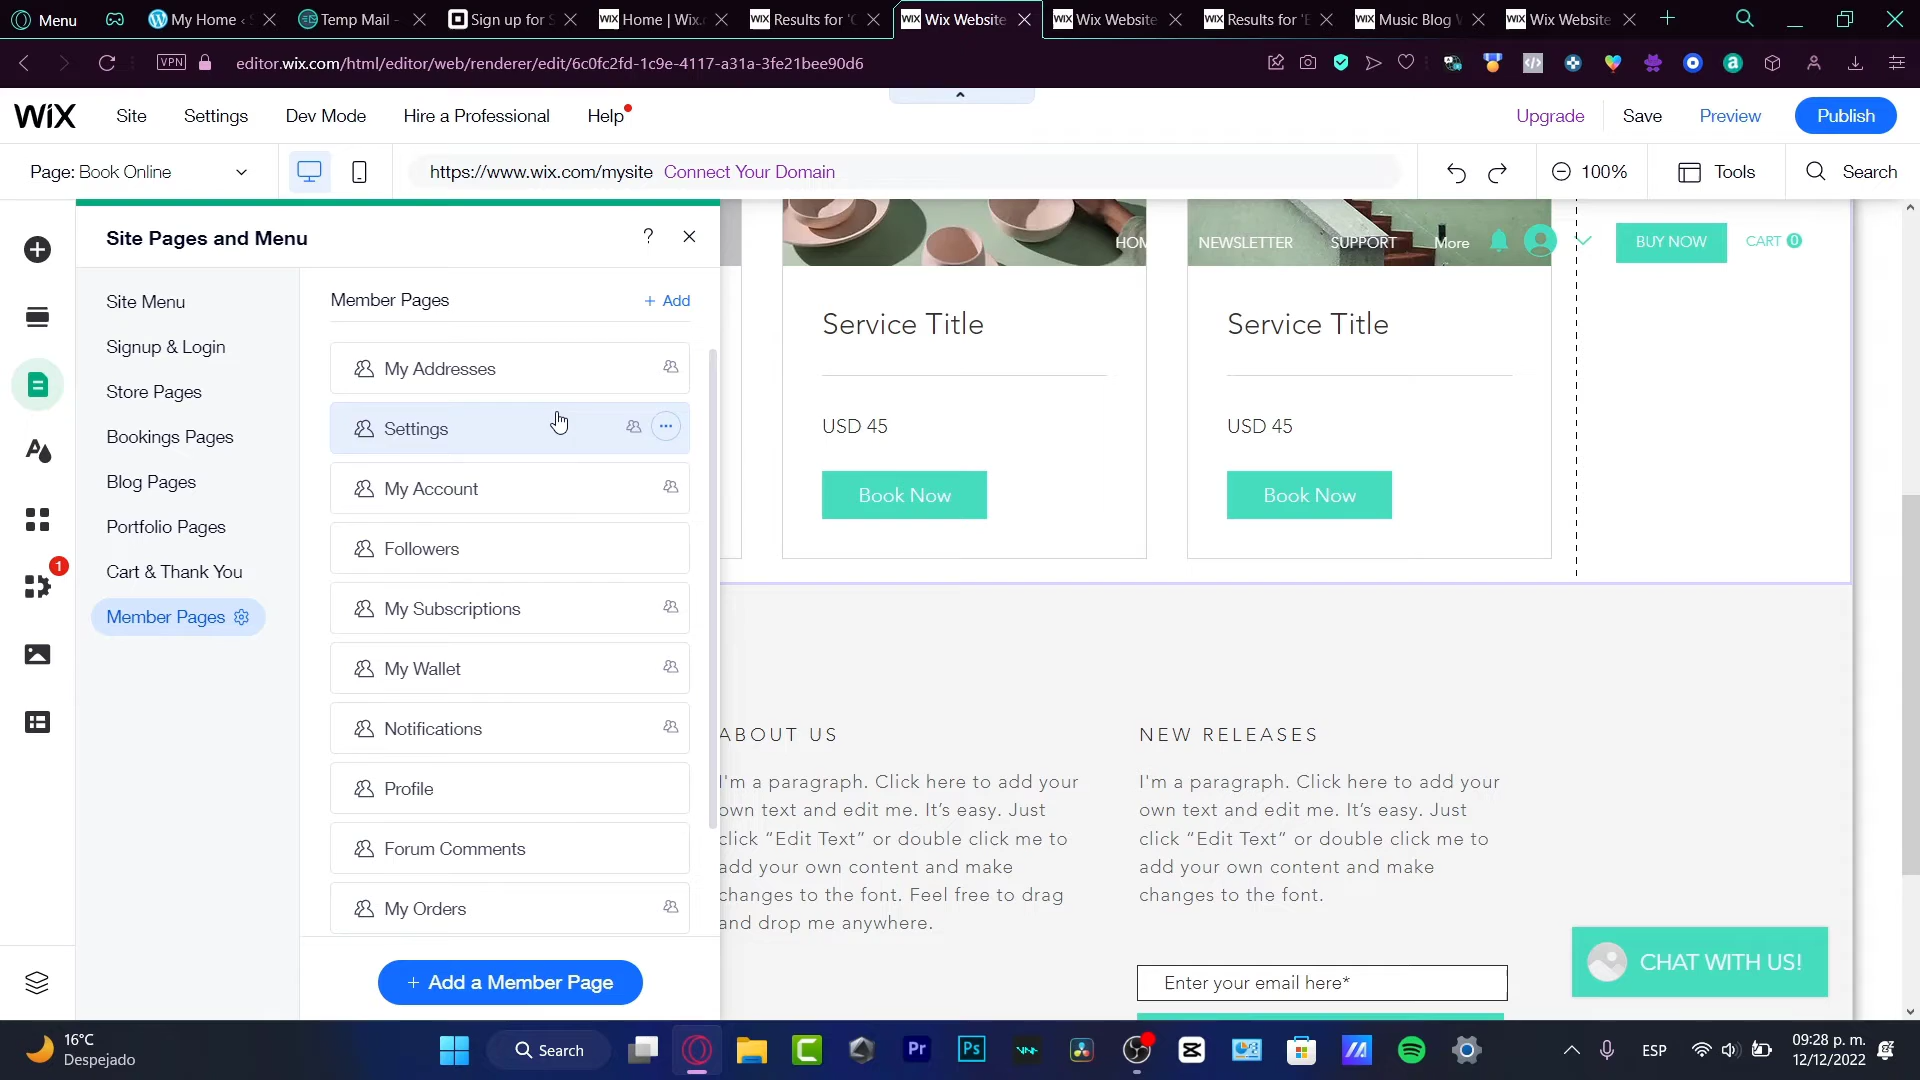 Menu
My Home ‹ S
Temp Mail -
Sign up for S
WIX Home | Wix.c
WIX Results for 'C
WIX Wix Website
WIX Wix Website
WIX Results for 'E
WIX Music Blog W
WIX Wix Website
VPN
editor.wix.com/html/editor/web/renderer/edit/6c0fc2fd-1c9e-4117-a31a-3fe21bee90d6
WIX
Site
Settings
Dev Mode
Hire a Professional
Help
Upgrade
Save
Preview
Publish
Page: Book Online
https://www.wix.com/mysite Connect Your Domain
100%
Tools
Search
Site Pages and Menu
?
Site Menu
Signup & Login
Store Pages
Bookings Pages
Blog Pages
Portfolio Pages
Cart & Thank You
Member Pages
1
Member Pages
+ Add
My Addresses
Settings
My Account
Followers
My Subscriptions
My Wallet
Notifications
Profile
Forum Comments
My Orders
+ Add a Member Page
HOM
NEWSLETTER
SUPPORT
More
BUY NOW
CART 0
Service Title
USD 45
Book Now
Service Title
USD 45
Book Now
ABOUT US
I'm a paragraph. Click here to add your
own text and edit me. It's easy. Just
click "Edit Text" or double click me to
add your own content and make
changes to the font. Feel free to drag
and drop me anywhere.
NEW RELEASES
I'm a paragraph. Click here to add your
own text and edit me. It's easy. Just
click "Edit Text" or double click me to
add your own content and make
changes to the font.
Enter your email here*
CHAT WITH US!
16°C
Despejado
Search
Pr
Ps
ESP
09:28 p. m.
12/12/2022